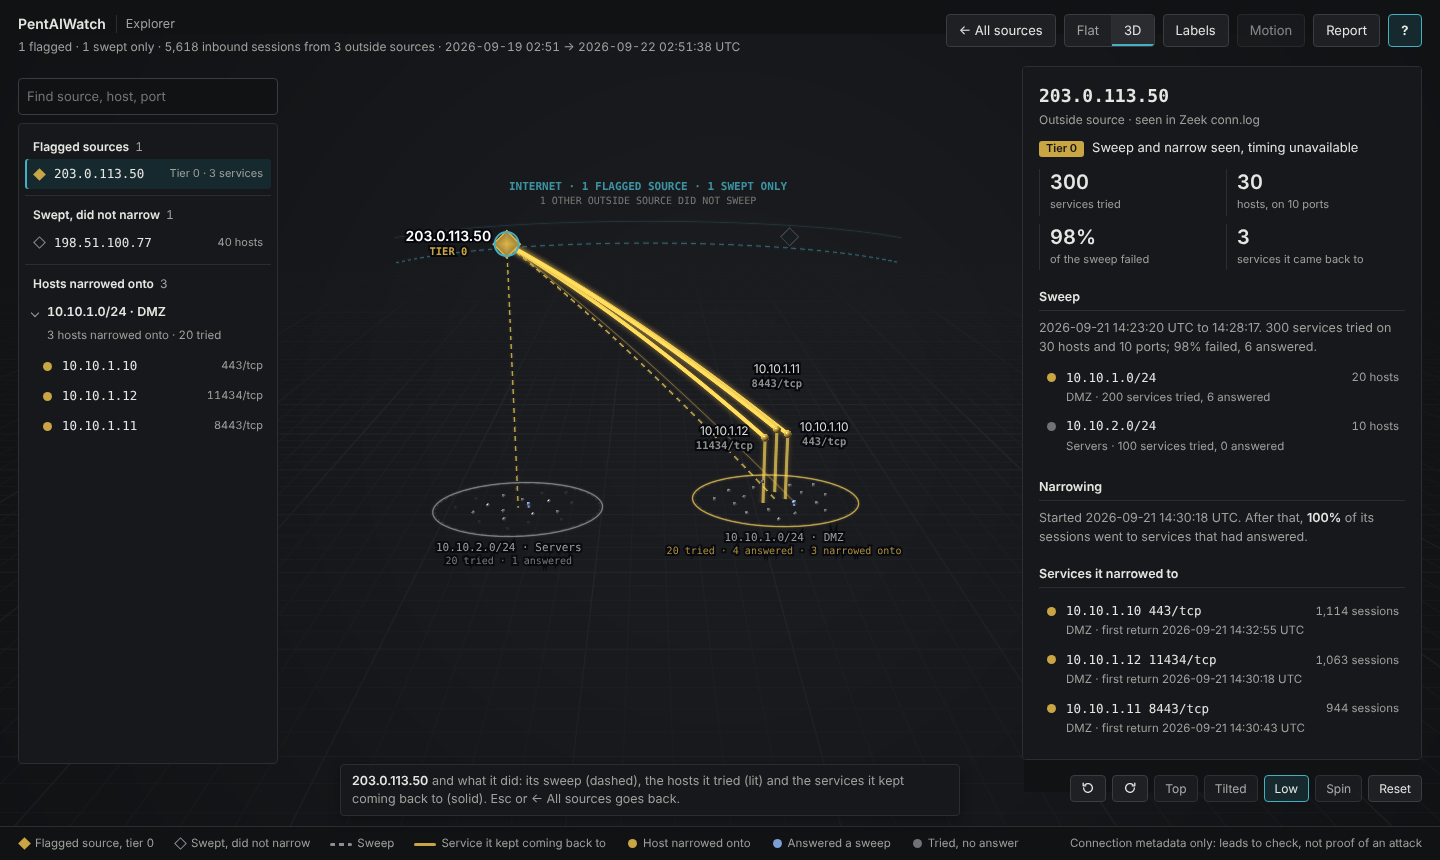 PentAIWatch Explorer
1 flagged · 1 swept only · 5,618 inbound sessions from 3 outside sources · 2026-09-19 02:51 → 2026-09-22 02:51:38 UTC
← All sources Flat 3D Labels Motion Report ?
Find source, host, port
Flagged sources 1
203.0.113.50 Tier 0 · 3 services
Swept, did not narrow 1
198.51.100.77 40 hosts
Hosts narrowed onto 3
10.10.1.0/24 · DMZ
3 hosts narrowed onto · 20 tried
10.10.1.10 443/tcp
10.10.1.12 11434/tcp
10.10.1.11 8443/tcp
INTERNET · 1 FLAGGED SOURCE · 1 SWEPT ONLY
1 OTHER OUTSIDE SOURCE DID NOT SWEEP
203.0.113.50
TIER 0
10.10.1.11
8443/tcp
10.10.1.12
11434/tcp
10.10.1.10
443/tcp
10.10.2.0/24 · Servers
20 tried · 1 answered
10.10.1.0/24 · DMZ
20 tried · 4 answered · 3 narrowed onto
203.0.113.50 and what it did: its sweep (dashed), the hosts it tried (lit) and the services it kept
coming back to (solid). Esc or ← All sources goes back.
203.0.113.50
Outside source · seen in Zeek conn.log
Tier 0 Sweep and narrow seen, timing unavailable
300
services tried
30
hosts, on 10 ports
98%
of the sweep failed
3
services it came back to
Sweep
2026-09-21 14:23:20 UTC to 14:28:17. 300 services tried on
30 hosts and 10 ports; 98% failed, 6 answered.
10.10.1.0/24 20 hosts
DMZ · 200 services tried, 6 answered
10.10.2.0/24 10 hosts
Servers · 100 services tried, 0 answered
Narrowing
Started 2026-09-21 14:30:18 UTC. After that, 100% of its
sessions went to services that had answered.
Services it narrowed to
10.10.1.10 443/tcp 1,114 sessions
DMZ · first return 2026-09-21 14:32:55 UTC
10.10.1.12 11434/tcp 1,063 sessions
DMZ · first return 2026-09-21 14:30:18 UTC
10.10.1.11 8443/tcp 944 sessions
DMZ · first return 2026-09-21 14:30:43 UTC
Top Tilted Low Spin Reset
Flagged source, tier 0 Swept, did not narrow Sweep Service it kept coming back to Host narrowed onto Answered a sweep Tried, no answer Connection metadata only: leads to check, not proof of an attack